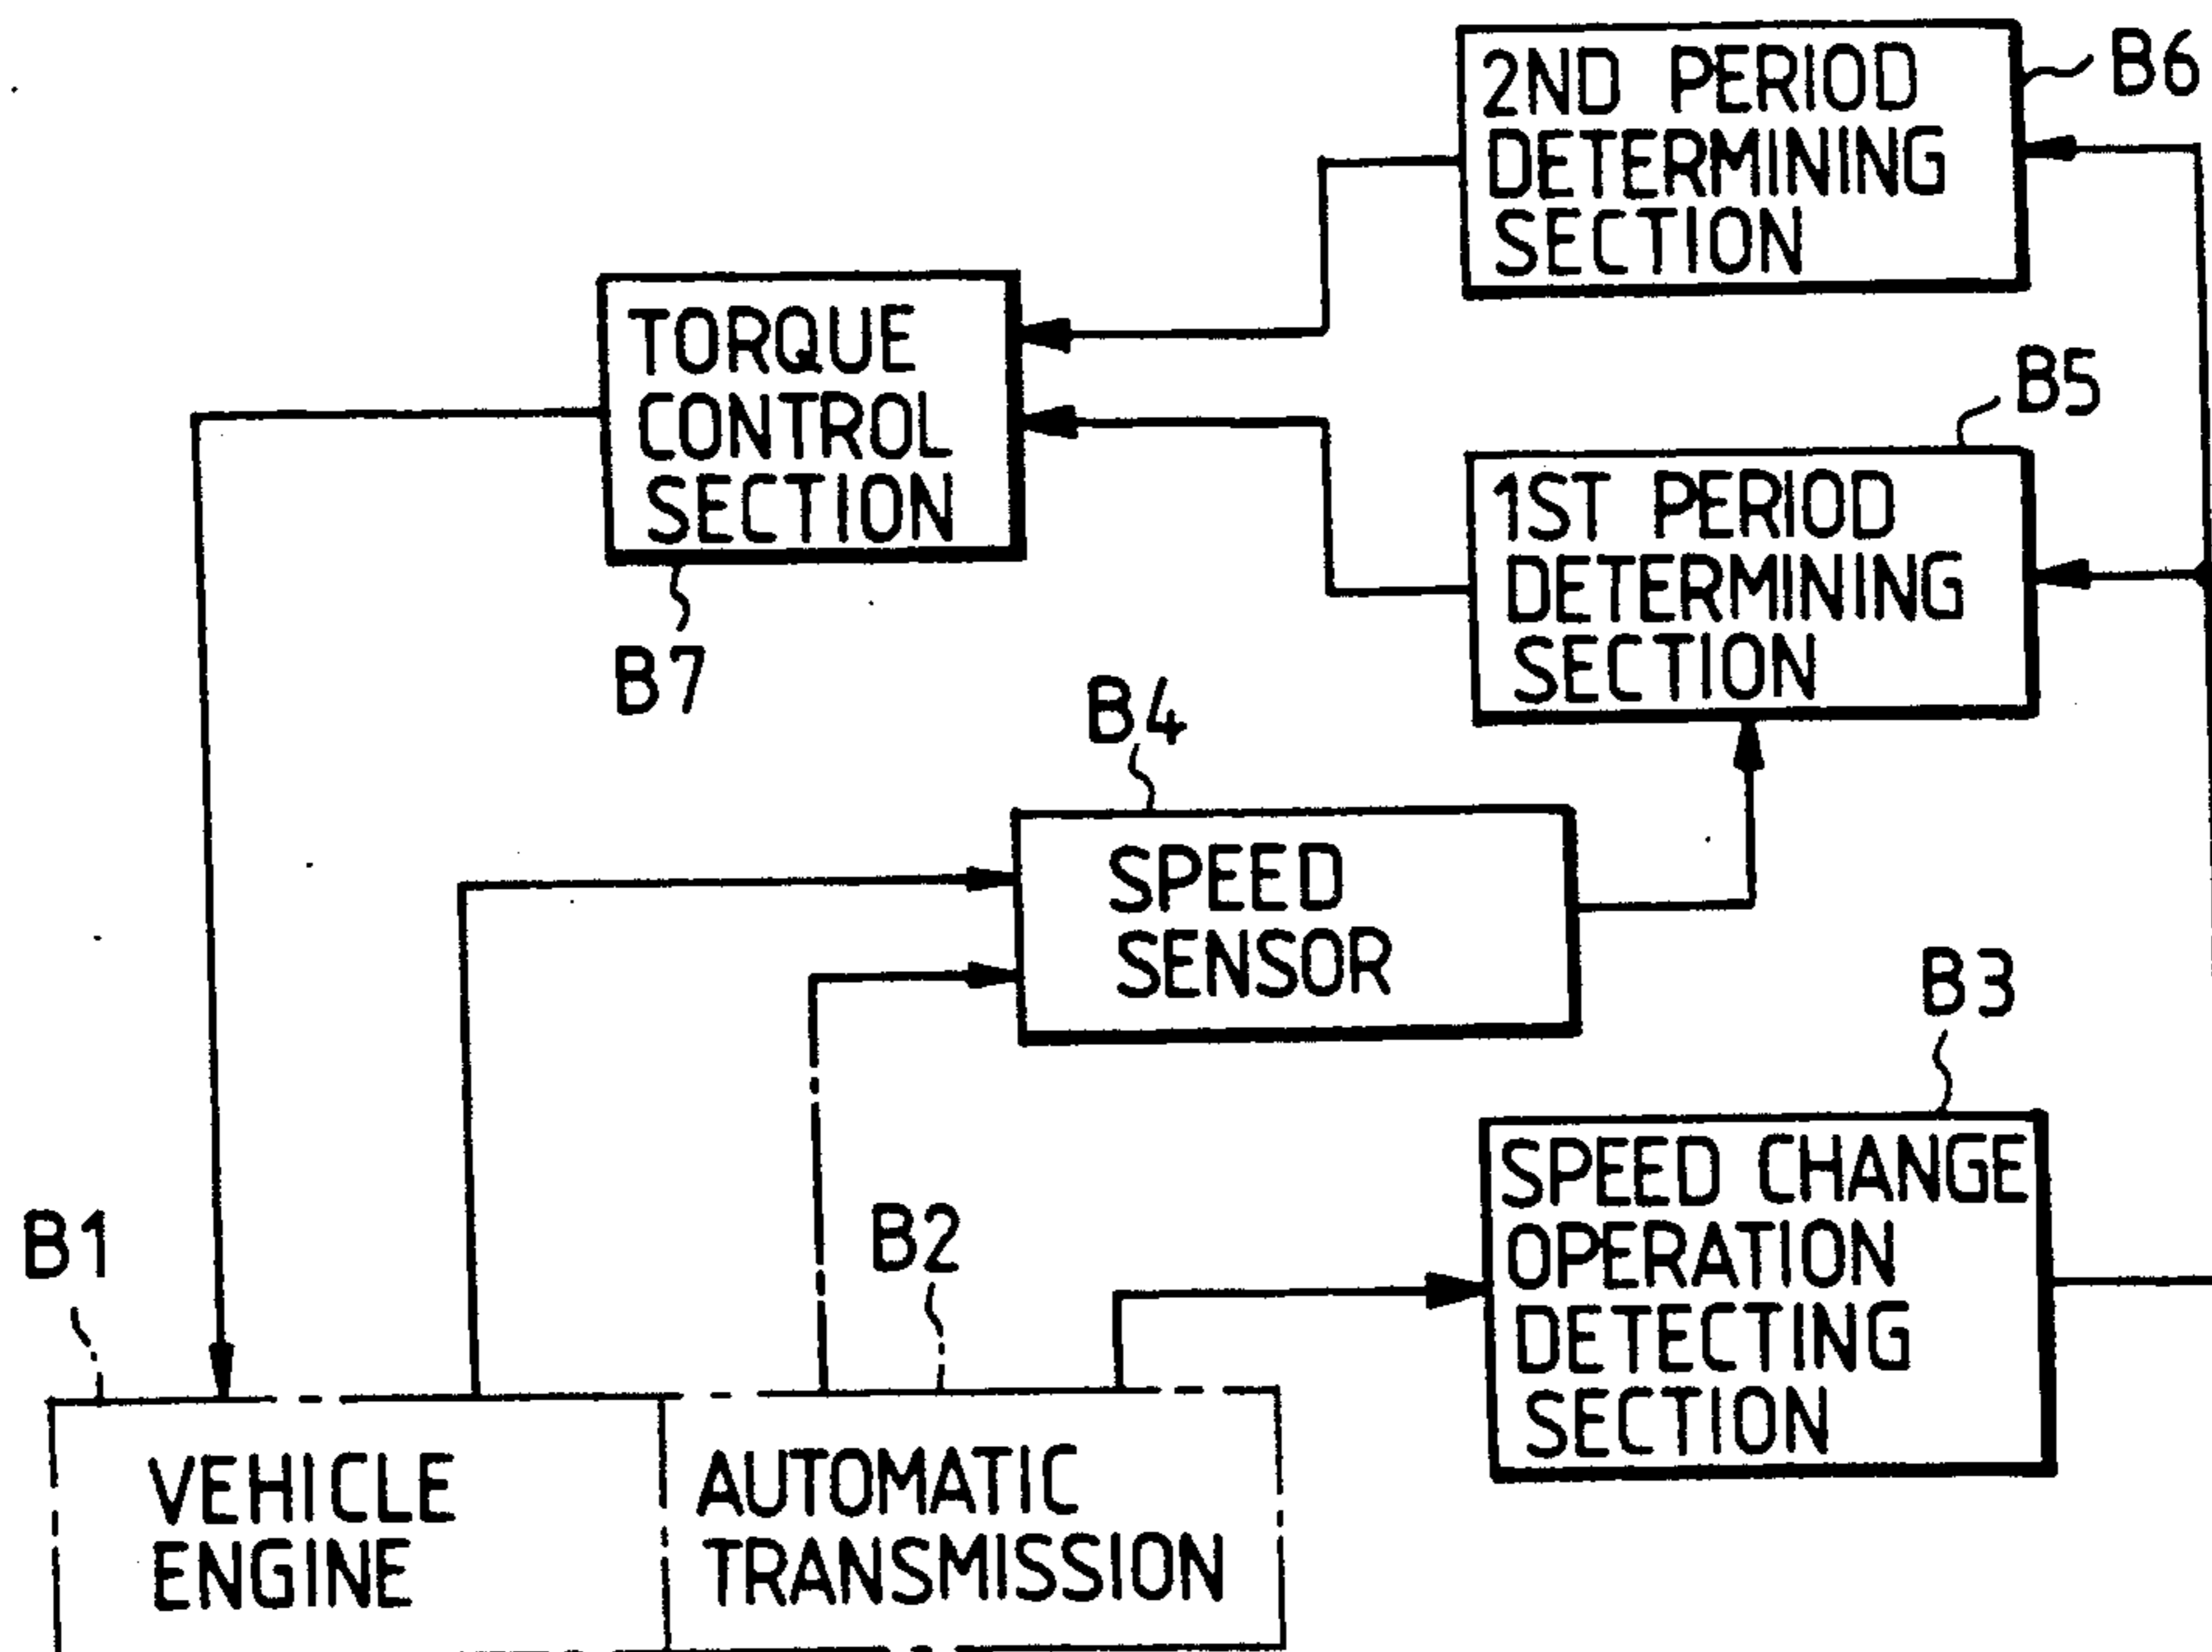 2ND PERIOD
DETERMINING
SECTION
B6
TORQUE
CONTROL
SECTION
B7
B5
1ST PERIOD
DETERMINING
SECTION
B4
SPEED
SENSOR
B3
SPEED CHANGE
OPERATION
DETECTING
SECTION
B1
B2
VEHICLE
ENGINE
AUTOMATIC
TRANSMISSION